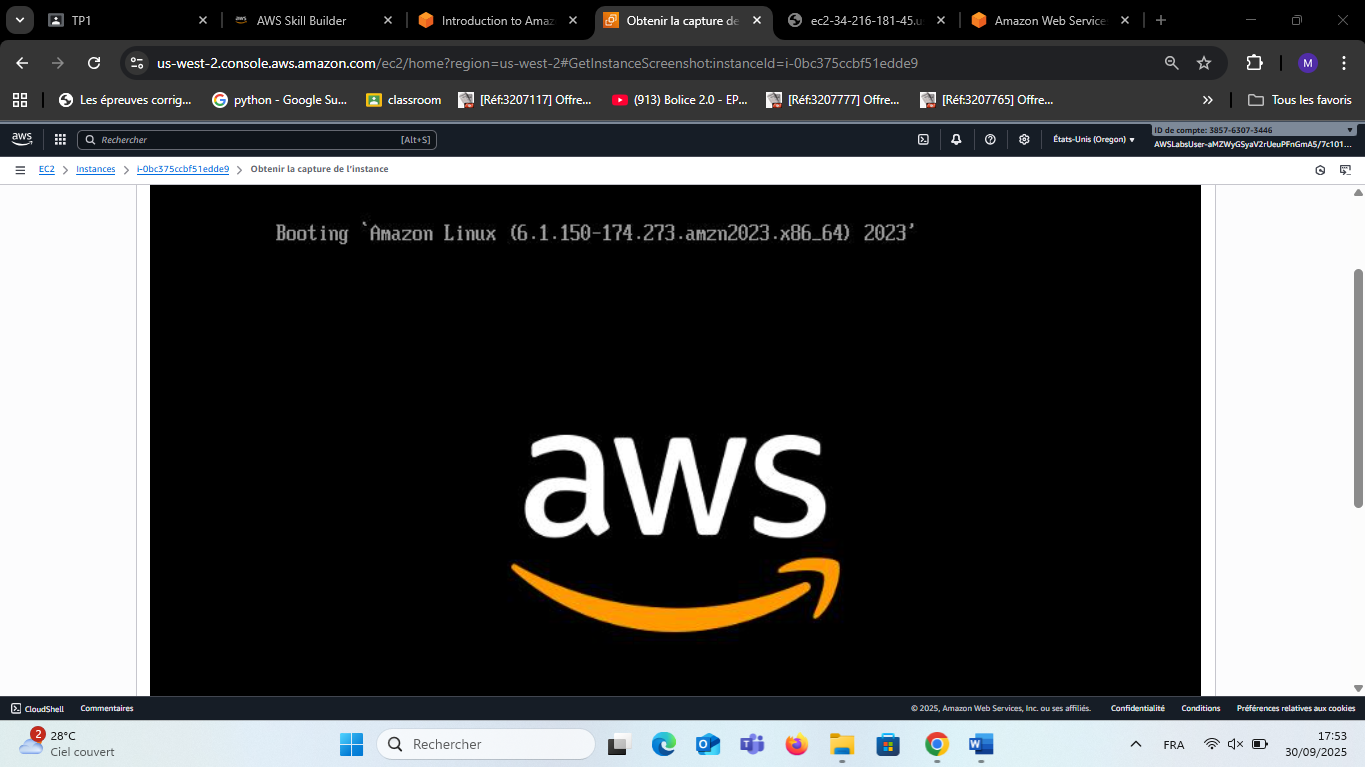 TP1
AWS Skill Builder
Introduction to Amaz
Obtenir la capture de
ec2-34-216-181-45.u
Amazon Web Service
us-west-2.console.aws.amazon.com/ec2/home?region=us-west-2#GetInstanceScreenshot:instanceId=i-0bc375ccbf51edde9
M
Les épreuves corrig...
python - Google Su...
classroom
[Réf:3207117] Offre...
(913) Bolice 2.0 - EP...
[Réf:3207777] Offre...
[Réf:3207765] Offre...
»
Tous les favoris
aws
Rechercher
[Alt+S]
États-Unis (Oregon)
ID de compte: 3857-6307-3446
AWSLabsUser-aMZWyGSyaV2rUeuPFnGmA5/7c101...
EC2
Instances
i-0bc375ccbf51edde9
Obtenir la capture de l'instance
Booting `Amazon Linux (6.1.150-174.273.amzn2023.x86_64) 2023'
aws
CloudShell
Commentaires
© 2025, Amazon Web Services, Inc. ou ses affiliés.
Confidentialité
Conditions
Préférences relatives aux cookies
2
28°C
Ciel couvert
Rechercher
FRA
17:53
30/09/2025